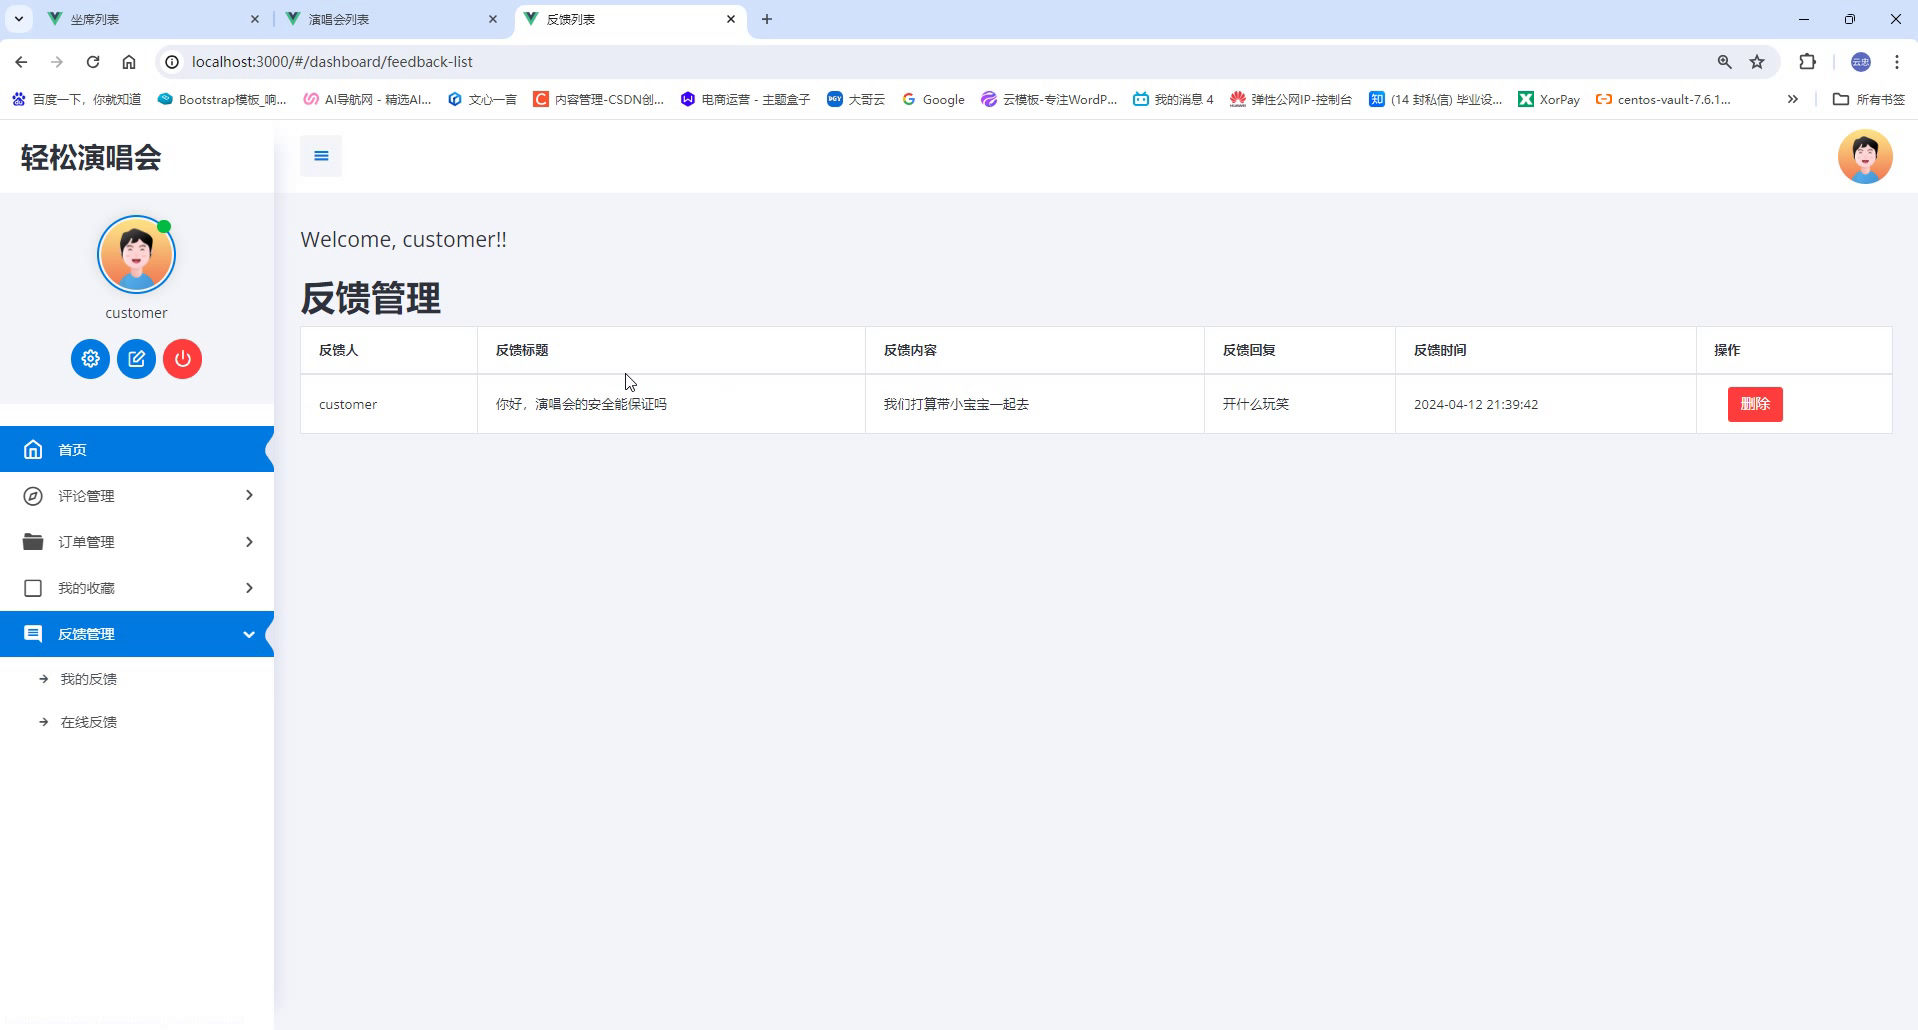 坐席列表
演唱会列表
反馈列表
localhost:3000/#/dashboard/feedback-list
云忠
百度一下，你就知道
Bootstrap模板_响...
AI导航网 - 精选AI...
文心一言
内容管理-CSDN创...
电商运营 - 主题盒子
大哥云
Google
云模板-专注WordP...
我的消息 4
弹性公网IP-控制台
知
(14 封私信) 毕业设...
XorPay
centos-vault-7.6.1...
所有书签
轻松演唱会
customer
首页
评论管理
订单管理
我的收藏
反馈管理
我的反馈
在线反馈
Welcome, customer!!
反馈管理
反馈人 反馈标题 反馈内容 反馈回复 反馈时间 操作
customer 你好，演唱会的安全能保证吗 我们打算带小宝宝一起去 开什么玩笑 2024-04-12 21:39:42 删除